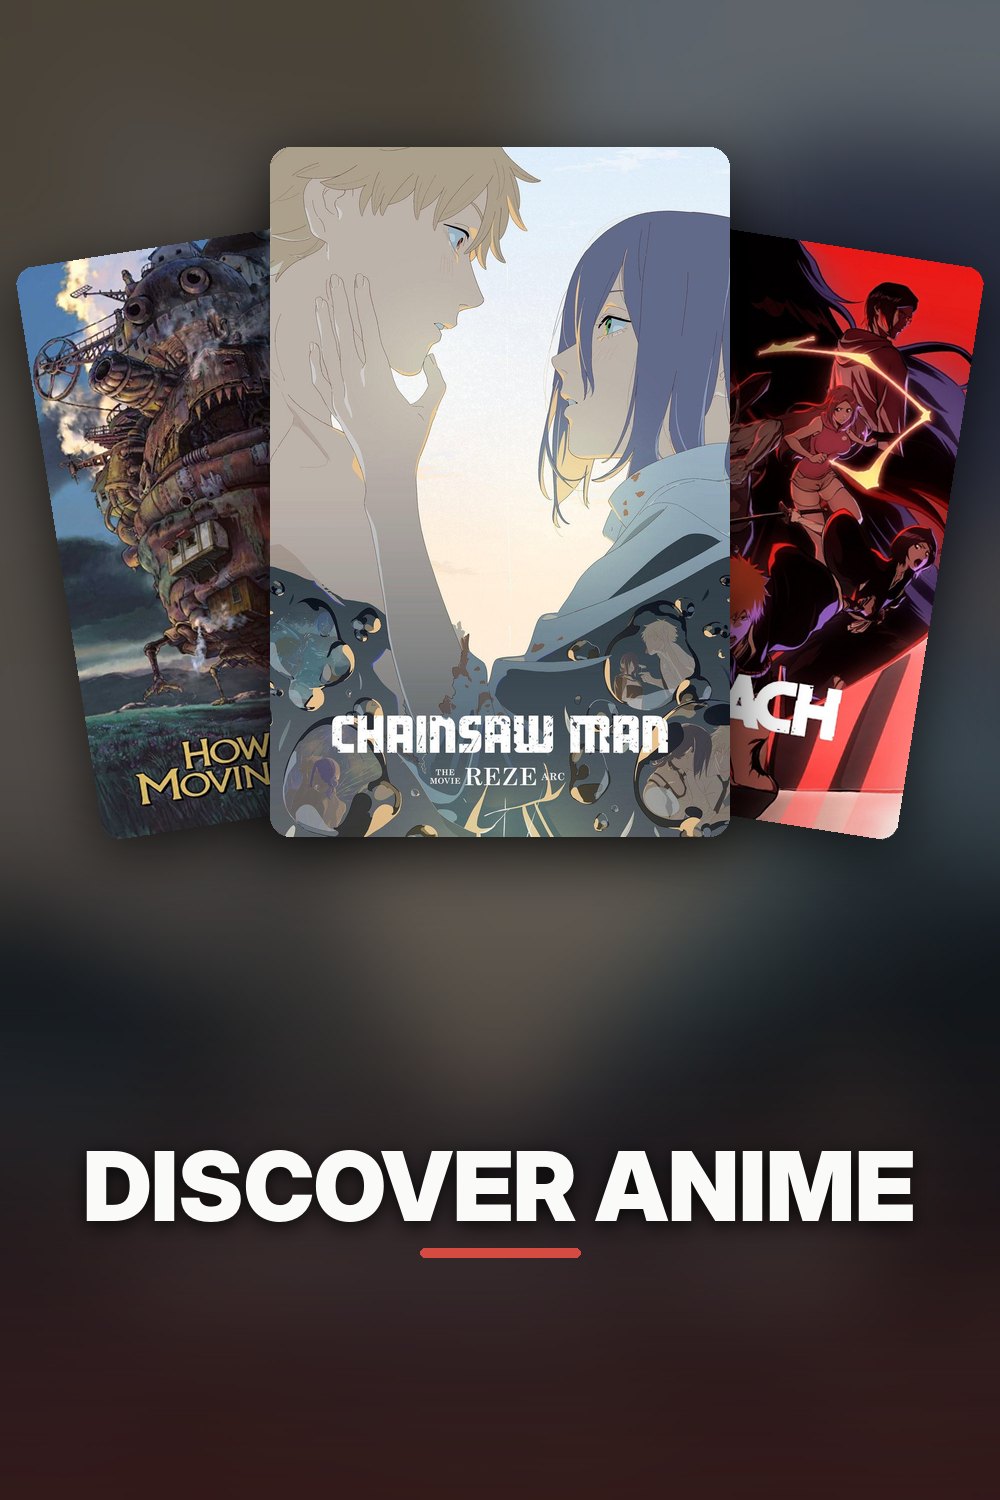 HOW
MOVIN
CHAINSAW MAN
THE MOVIE REZE ARC
ACH
DISCOVER ANIME